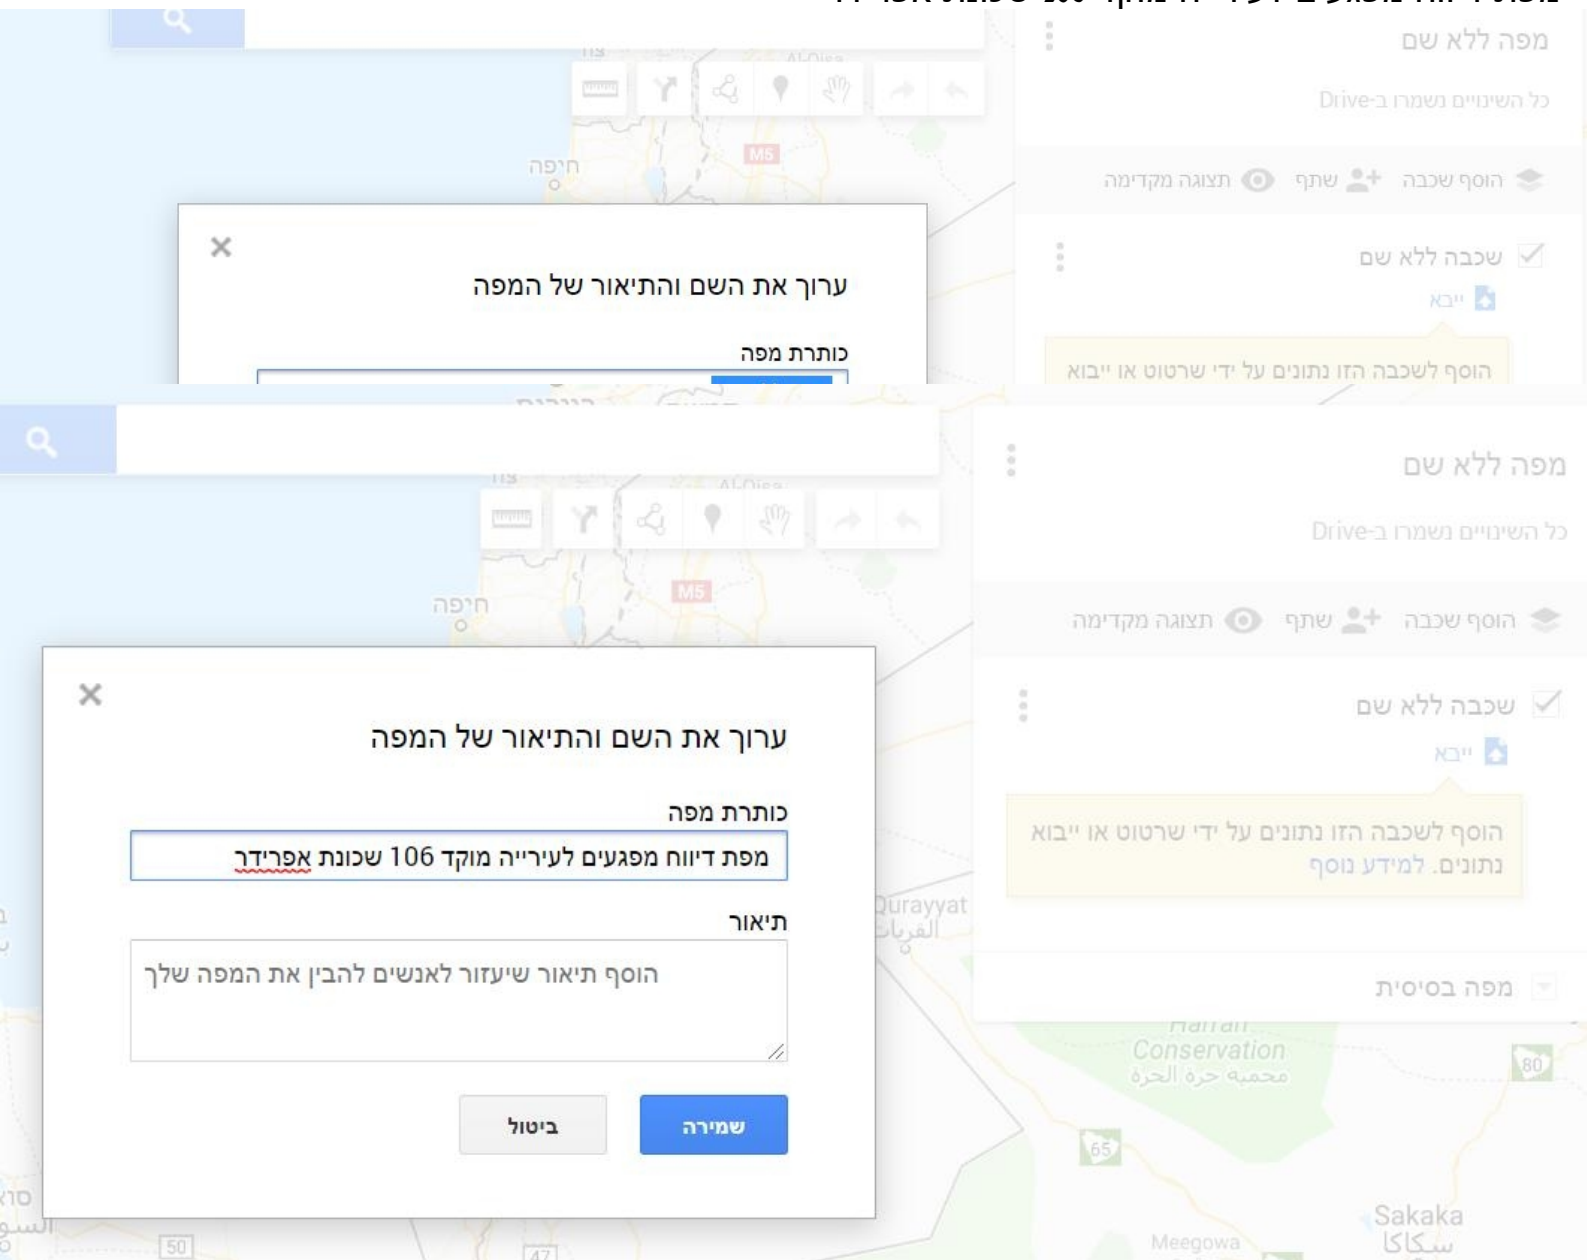 מפה ללא שם
Al-Qisa
כל השינויים נשמרו ב-Drive
M5
חיפה
הוסף שכבה שתף תצוגה מקדימה
שכבה ללא שם
ערוך את השם והתיאור של המפה
ייבא
כותרת מפה
הוסף לשכבה הזו נתונים על ידי שרטוט או ייבוא
מפה ללא שם
Al-Qisa
כל השינויים נשמרו ב-Drive
M5
חיפה
הוסף שכבה שתף תצוגה מקדימה
שכבה ללא שם
ערוך את השם והתיאור של המפה
ייבא
כותרת מפה
הוסף לשכבה הזו נתונים על ידי שרטוט או ייבוא
נתונים. למידע נוסף
מפת דיווח מפגעים לעירייה מוקד 106 שכונת אפרידר
Qurayyat
القريات
תיאור
הוסף תיאור שיעזור לאנשים להבין את המפה שלך
מפה בסיסית
Harrah
Conservation
محمية حرة الحرة
80
שמירה
ביטול
65
Sakaka
سكاكا
50
47
Meegowa